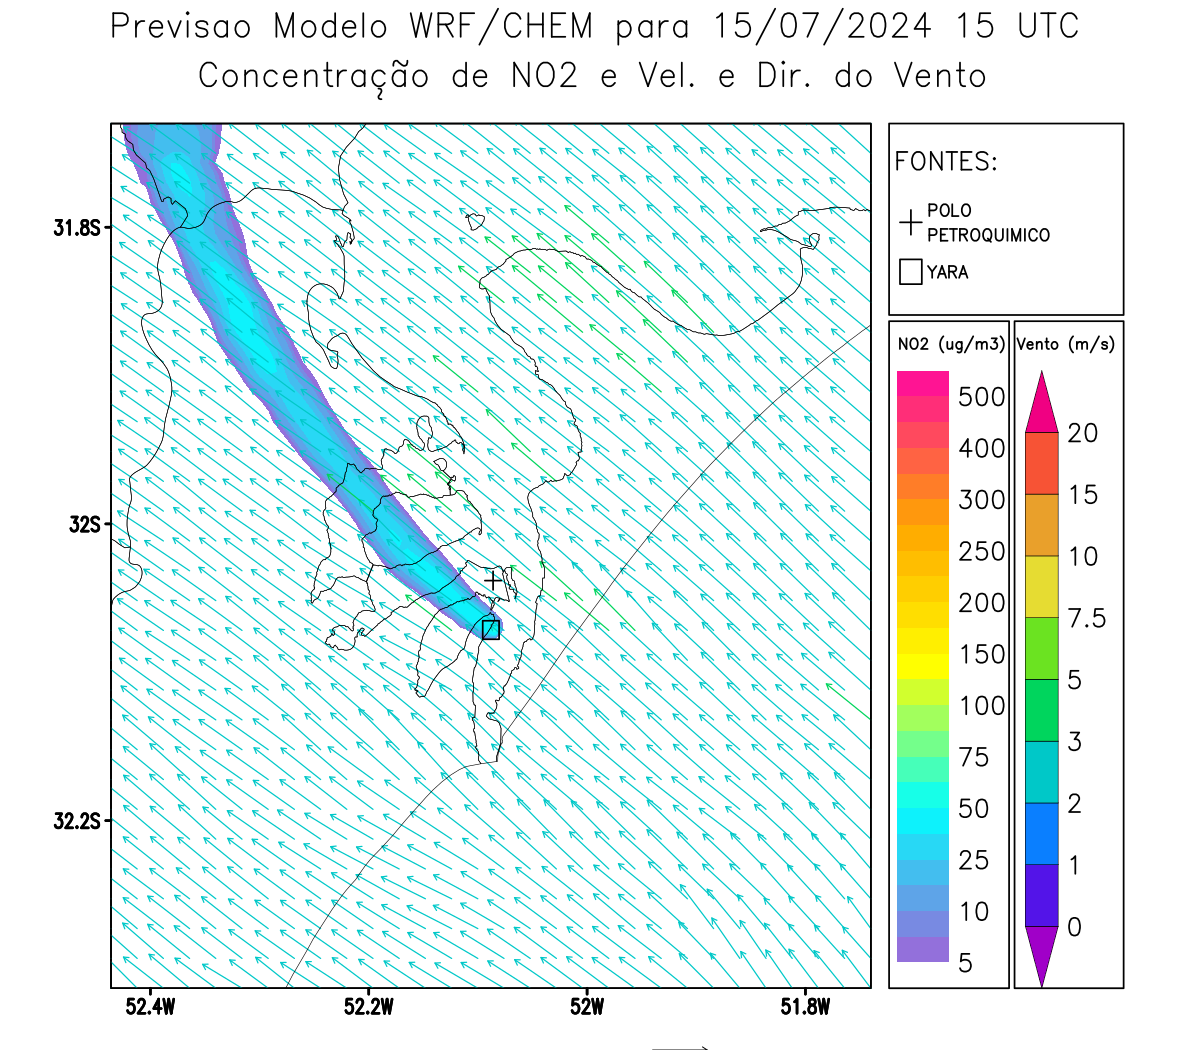 Previsao Modelo WRF/CHEM para 15/07/2024 15 UTC
Concentração de NO2 e Vel. e Dir. do Vento
FONTES:
POLO
PETROQUIMICO
YARA
NO2 (ug/m3)
500
400
300
250
200
150
100
75
50
25
10
5
Vento (m/s)
20
15
10
7.5
5
3
2
1
0
31.8S
32S
32.2S
52.4W
52.2W
52W
51.8W